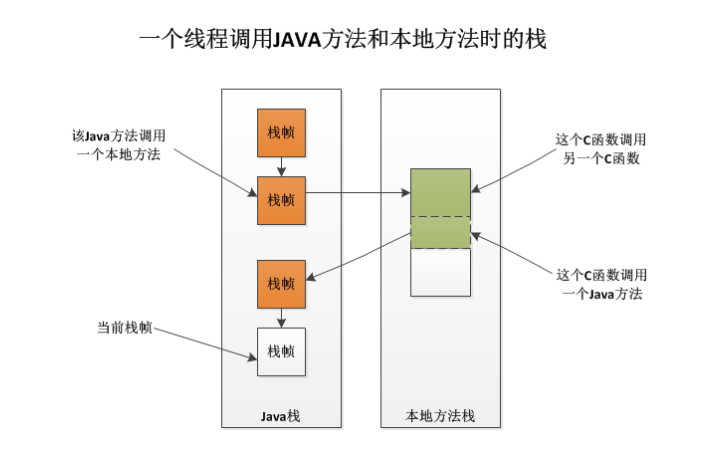 一个线程调用JAVA方法和本地方法时的栈
该Java方法调用
一个本地方法
栈帧
栈帧
栈帧
栈帧
当前栈帧
Java栈
这个C函数调用
另一个C函数
这个C函数调用
一个Java方法
本地方法栈